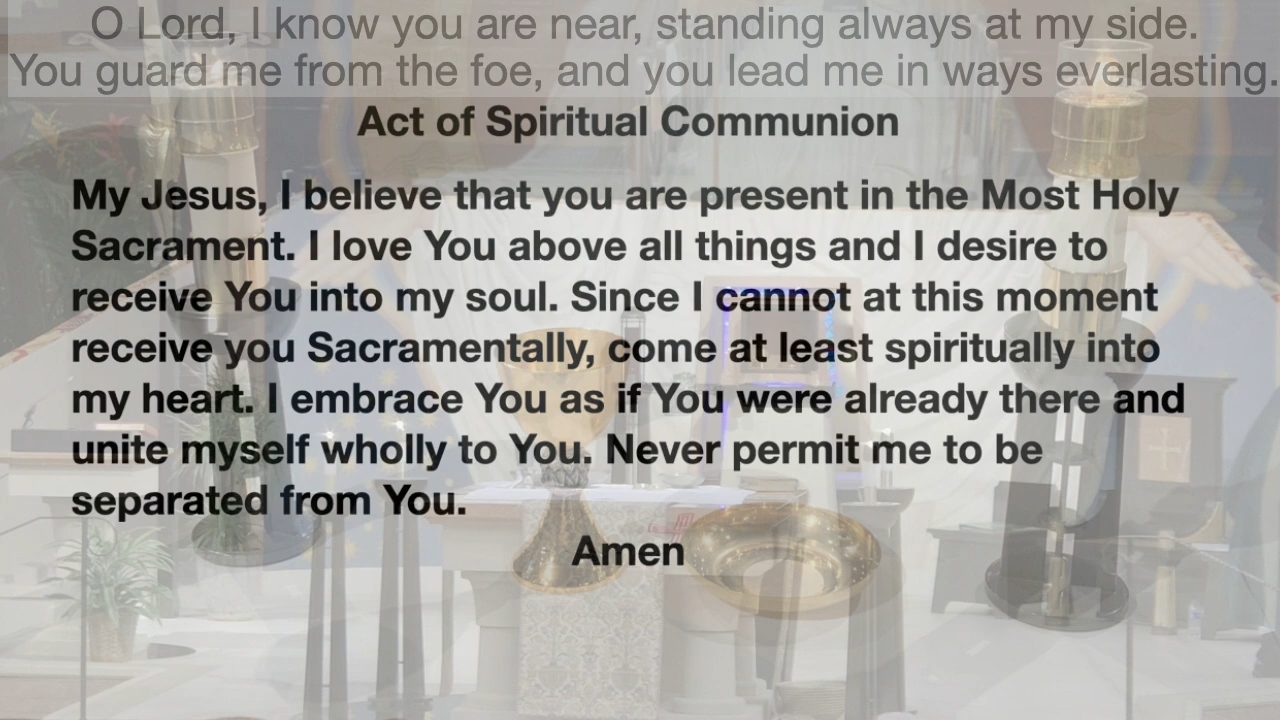 O Lord, I know you are near, standing always at my side.
You guard me from the foe, and you lead me in ways everlasting.
Act of Spiritual Communion
My Jesus, I believe that you are present in the Most Holy
Sacrament. I love You above all things and I desire to
receive You into my soul. Since I cannot at this moment
receive you Sacramentally, come at least spiritually into
my heart. I embrace You as if You were already there and
unite myself wholly to You. Never permit me to be
separated from You.
Amen